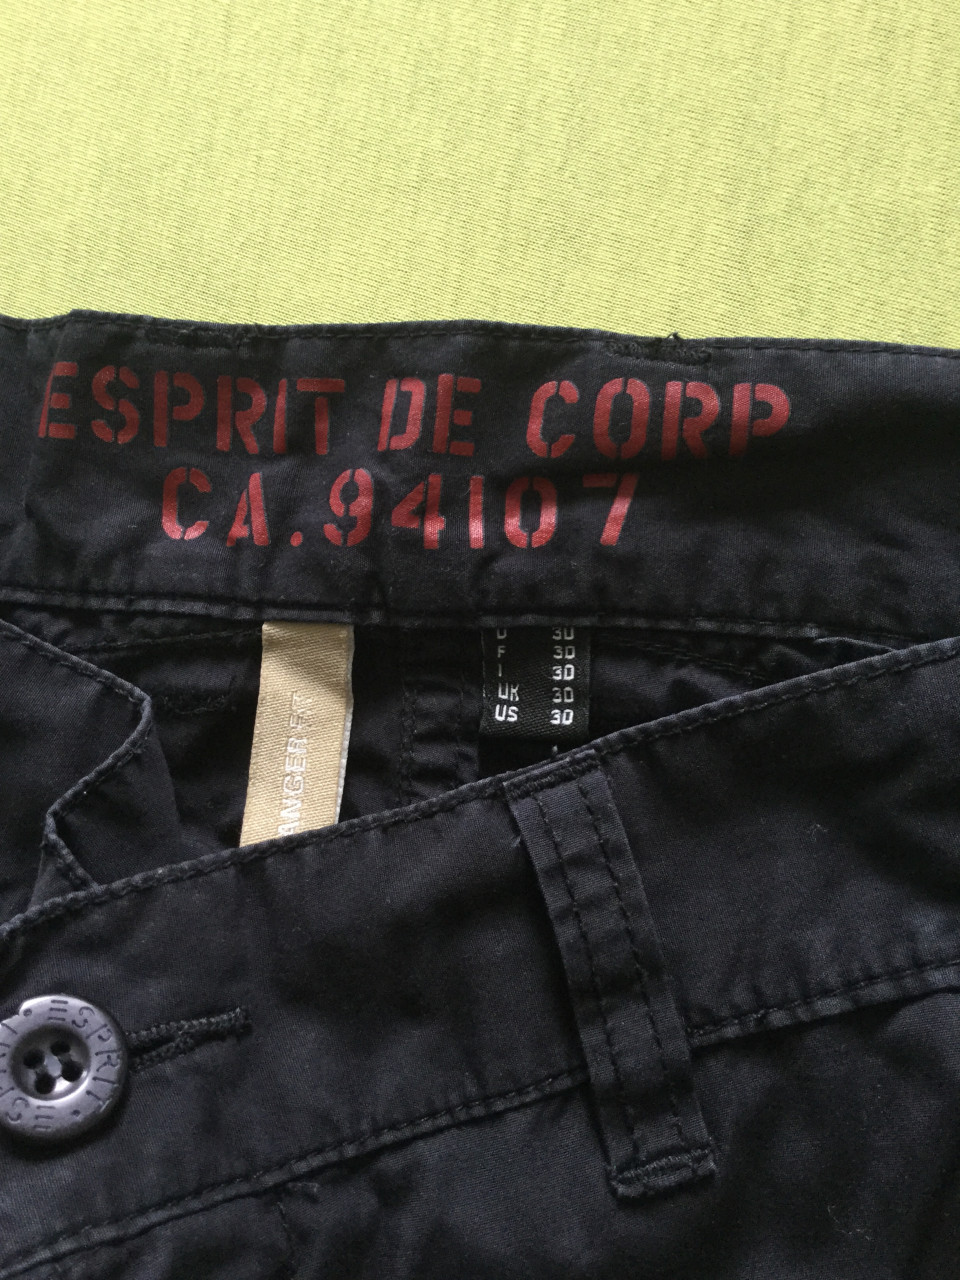 ESPRIT DE CORP
CA.94107
D 30
F 30
I 30
UK 30
US 30
ESPRIT